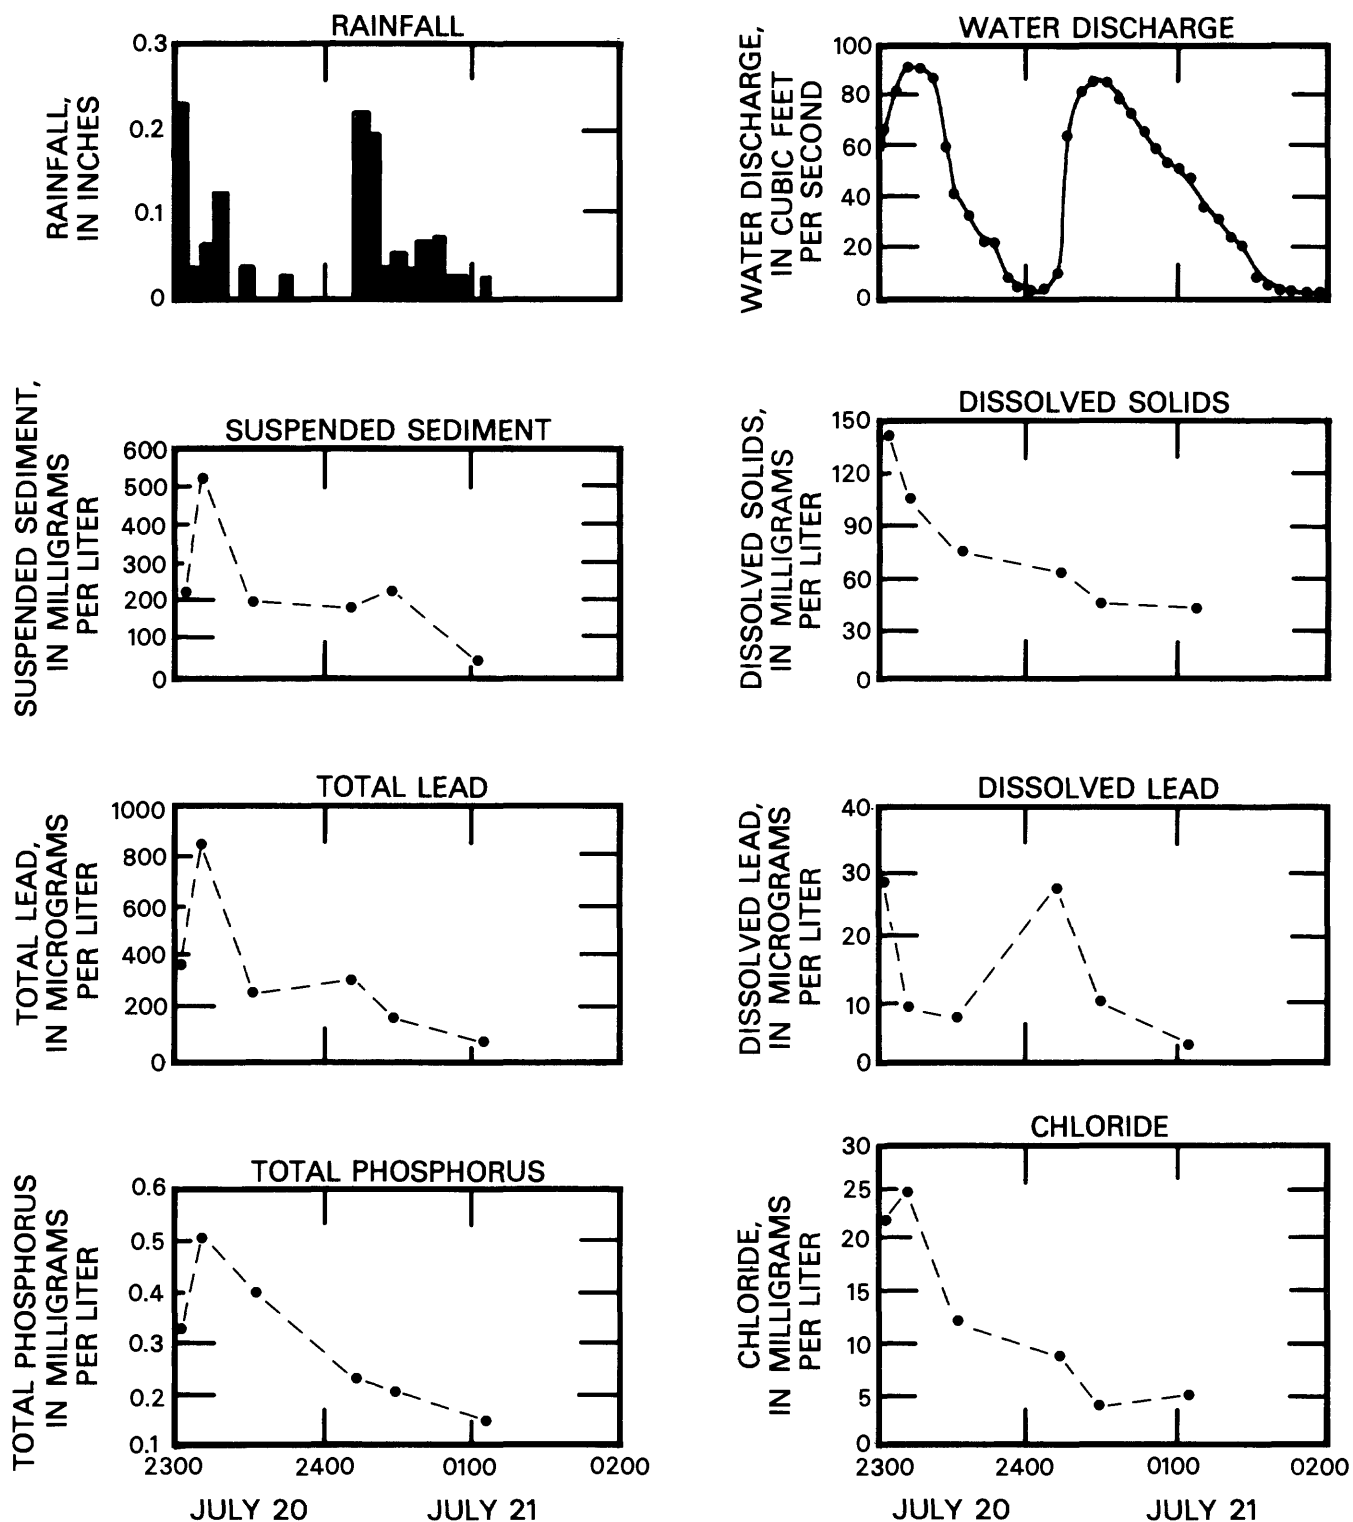 RAINFALL
RAINFALL,
IN INCHES
0.3
0.2
0.1
0
WATER DISCHARGE
WATER DISCHARGE,
IN CUBIC FEET
PER SECOND
100
80
60
40
20
0
SUSPENDED SEDIMENT
SUSPENDED SEDIMENT,
IN MILLIGRAMS
PER LITER
600
500
400
300
200
100
0
DISSOLVED SOLIDS
DISSOLVED SOLIDS,
IN MILLIGRAMS
PER LITER
150
120
90
60
30
0
TOTAL LEAD
TOTAL LEAD,
IN MICROGRAMS
PER LITER
1000
800
600
400
200
0
DISSOLVED LEAD
DISSOLVED LEAD,
IN MICROGRAMS
PER LITER
40
30
20
10
0
TOTAL PHOSPHORUS
TOTAL PHOSPHORUS
IN MILLIGRAMS
PER LITER
0.6
0.5
0.4
0.3
0.2
0.1
2300 2400 0100 0200
JULY 20 JULY 21
CHLORIDE
CHLORIDE,
IN MILLIGRAMS
PER LITER
30
25
20
15
10
5
0
2300 2400 0100 0200
JULY 20 JULY 21